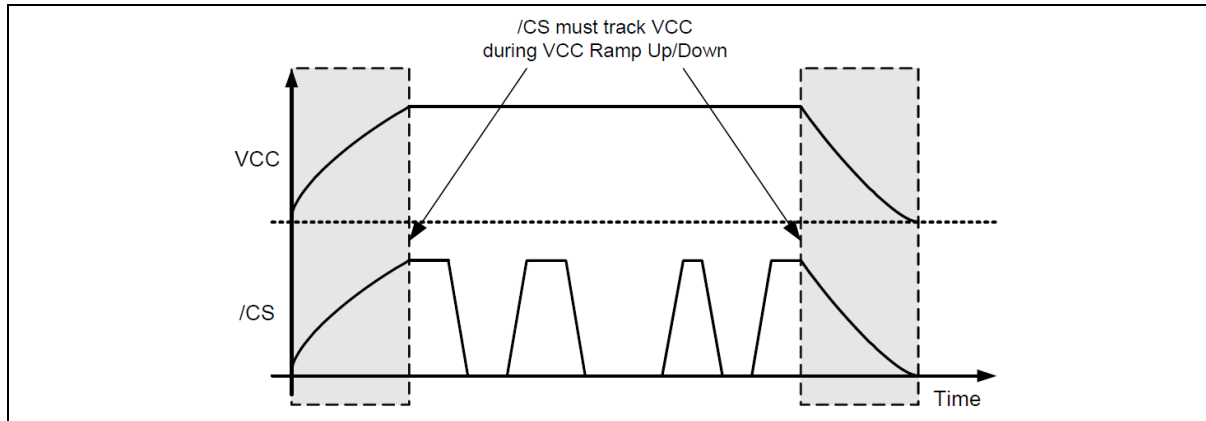 /CS must track VCC
during VCC Ramp Up/Down
VCC
/CS
Time